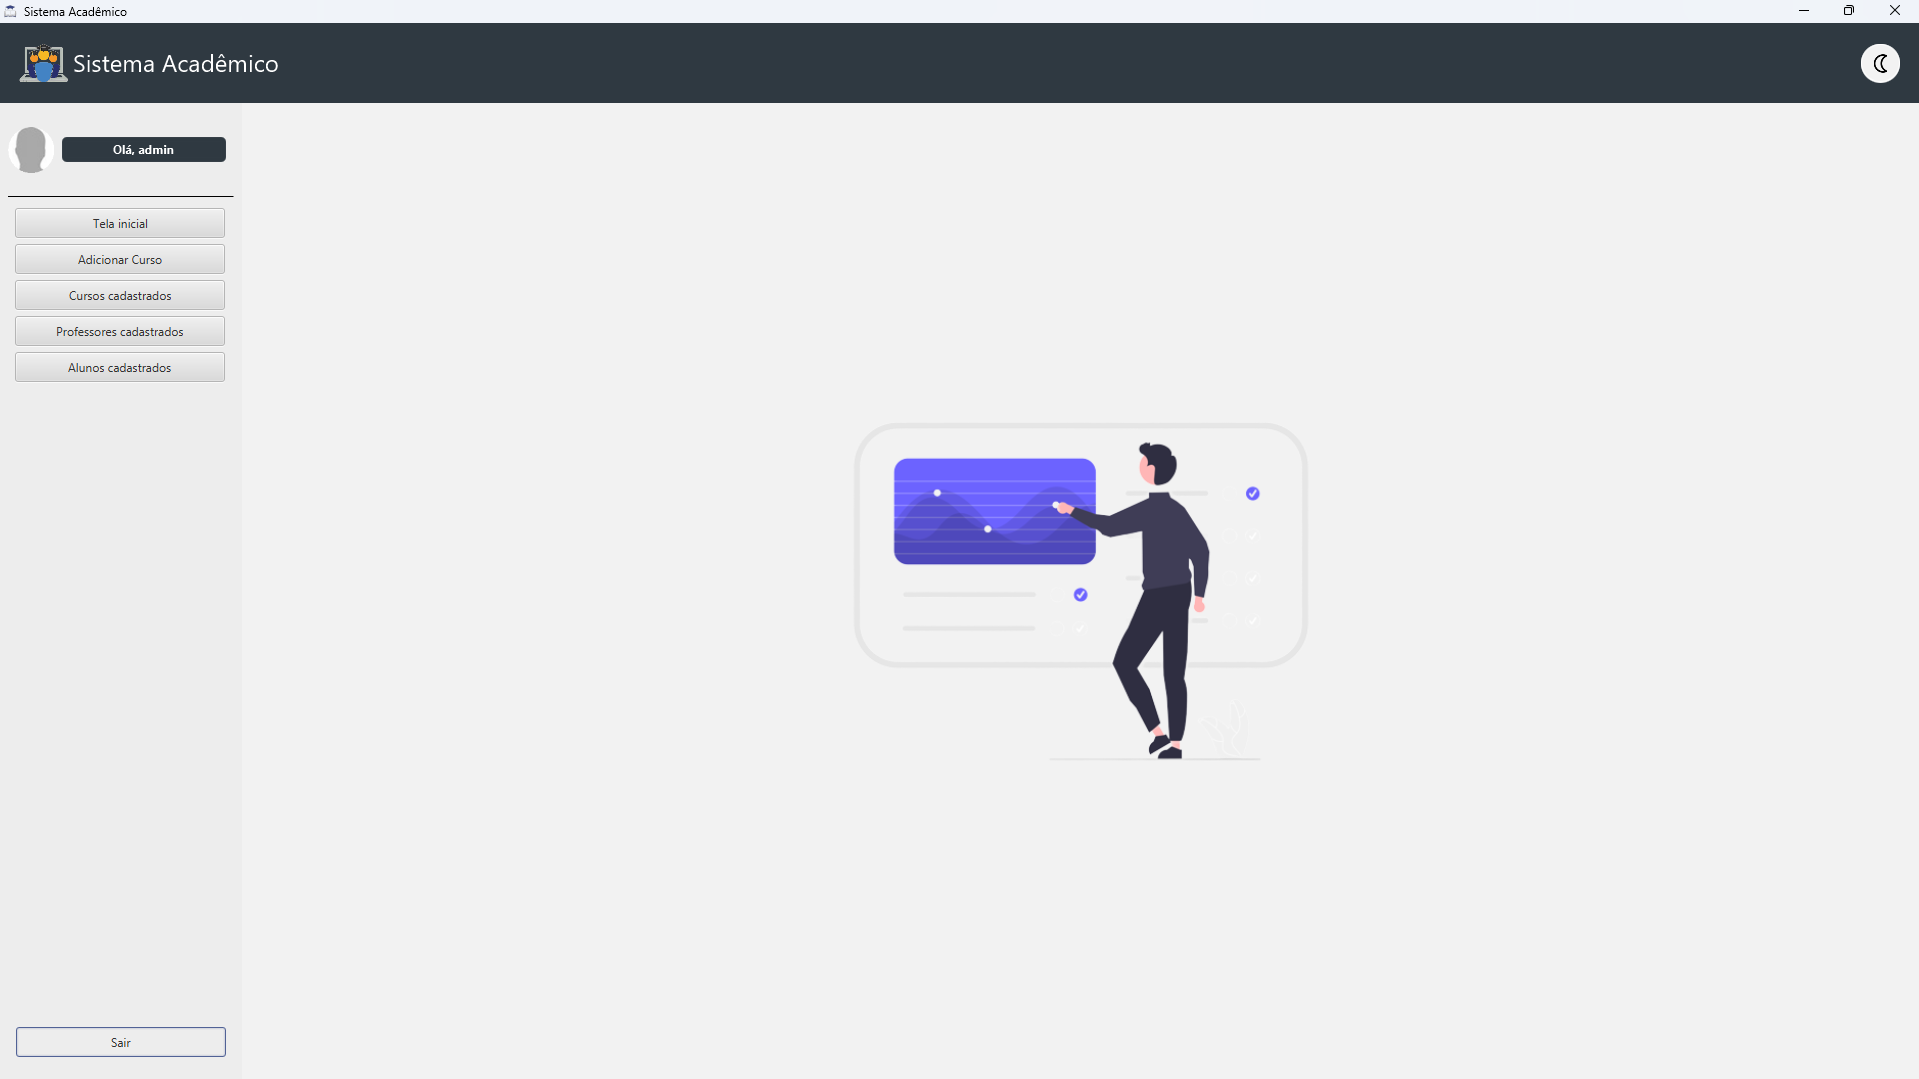 Sistema Acadêmico
Sistema Acadêmico
Olá, admin
Tela inicial
Adicionar Curso
Cursos cadastrados
Professores cadastrados
Alunos cadastrados
Sair